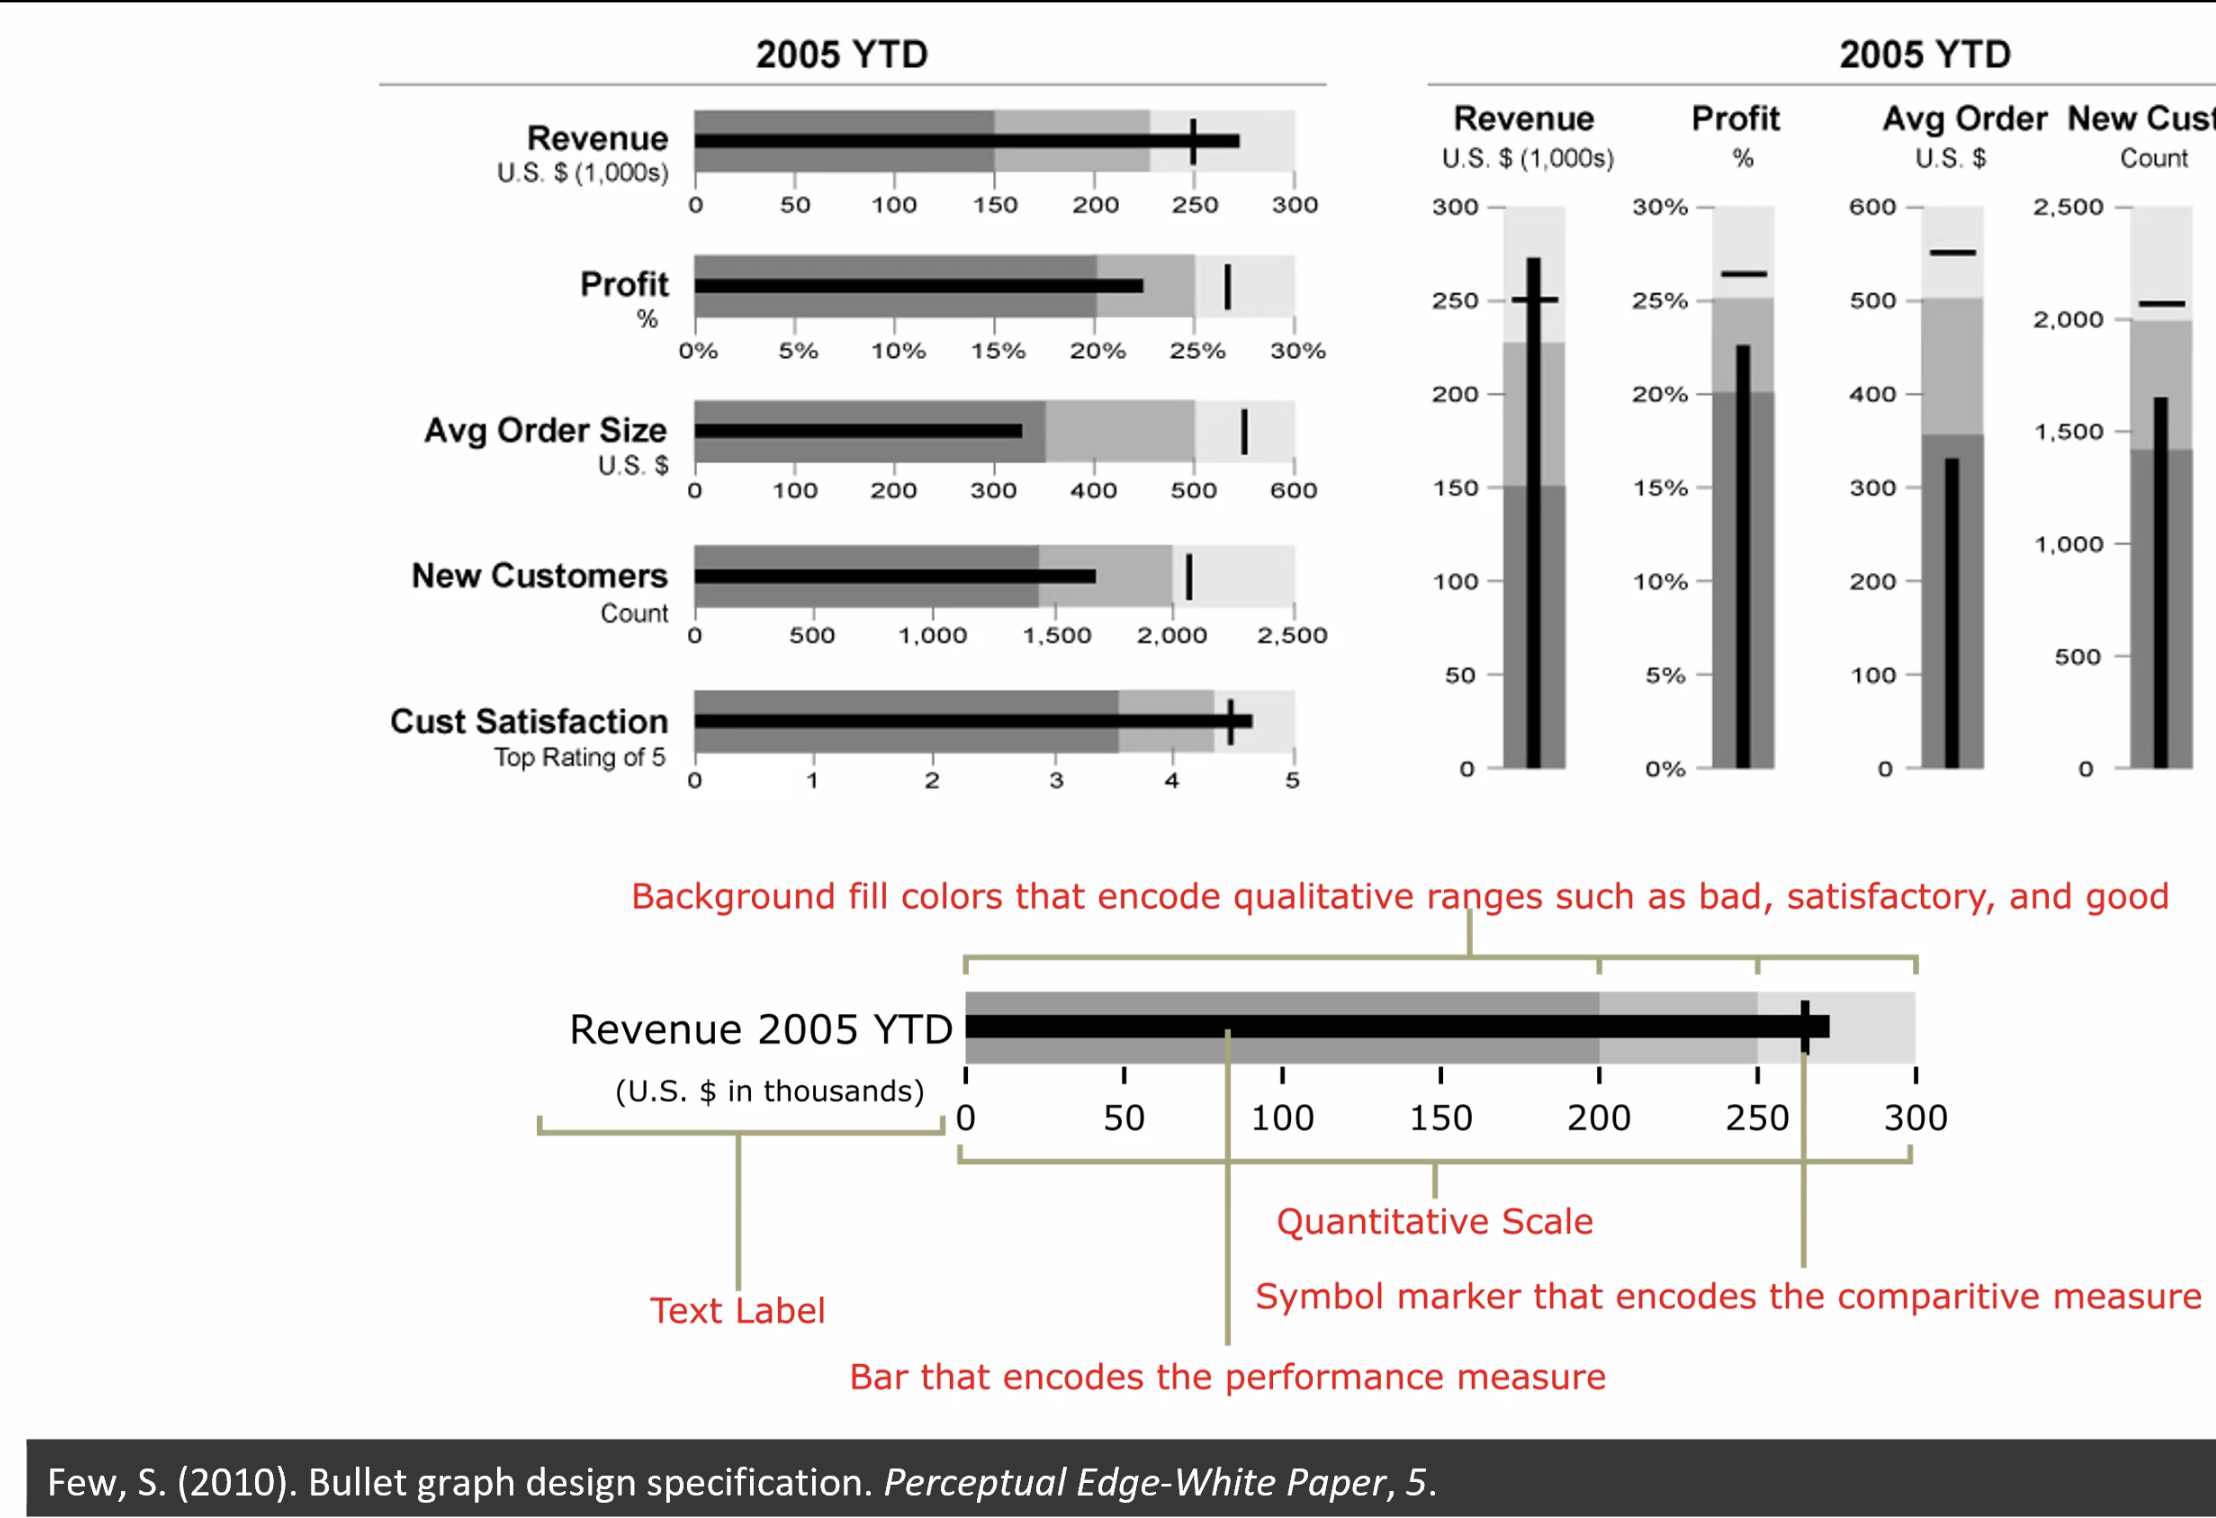 2005 YTD
Revenue
U.S. $ (1,000s)
0 50 100 150 200 250 300
Profit
%
0% 5% 10% 15% 20% 25% 30%
Avg Order Size
U.S. $
0 100 200 300 400 500 600
New Customers
Count
0 500 1,000 1,500 2,000 2,500
Cust Satisfaction
Top Rating of 5
0 1 2 3 4 5
2005 YTD
Revenue Profit Avg Order New Cust
U.S. $ (1,000s) % U.S. $ Count
300 30% 600 2,500
250 25% 500 2,000
200 20% 400 1,500
150 15% 300 1,000
100 10% 200 500
50 5% 100 0
0 0% 0
Background fill colors that encode qualitative ranges such as bad, satisfactory, and good
Revenue 2005 YTD
(U.S. $ in thousands)
0 50 100 150 200 250 300
Quantitative Scale
Symbol marker that encodes the comparitive measure
Text Label
Bar that encodes the performance measure
Few, S. (2010). Bullet graph design specification. Perceptual Edge-White Paper, 5.